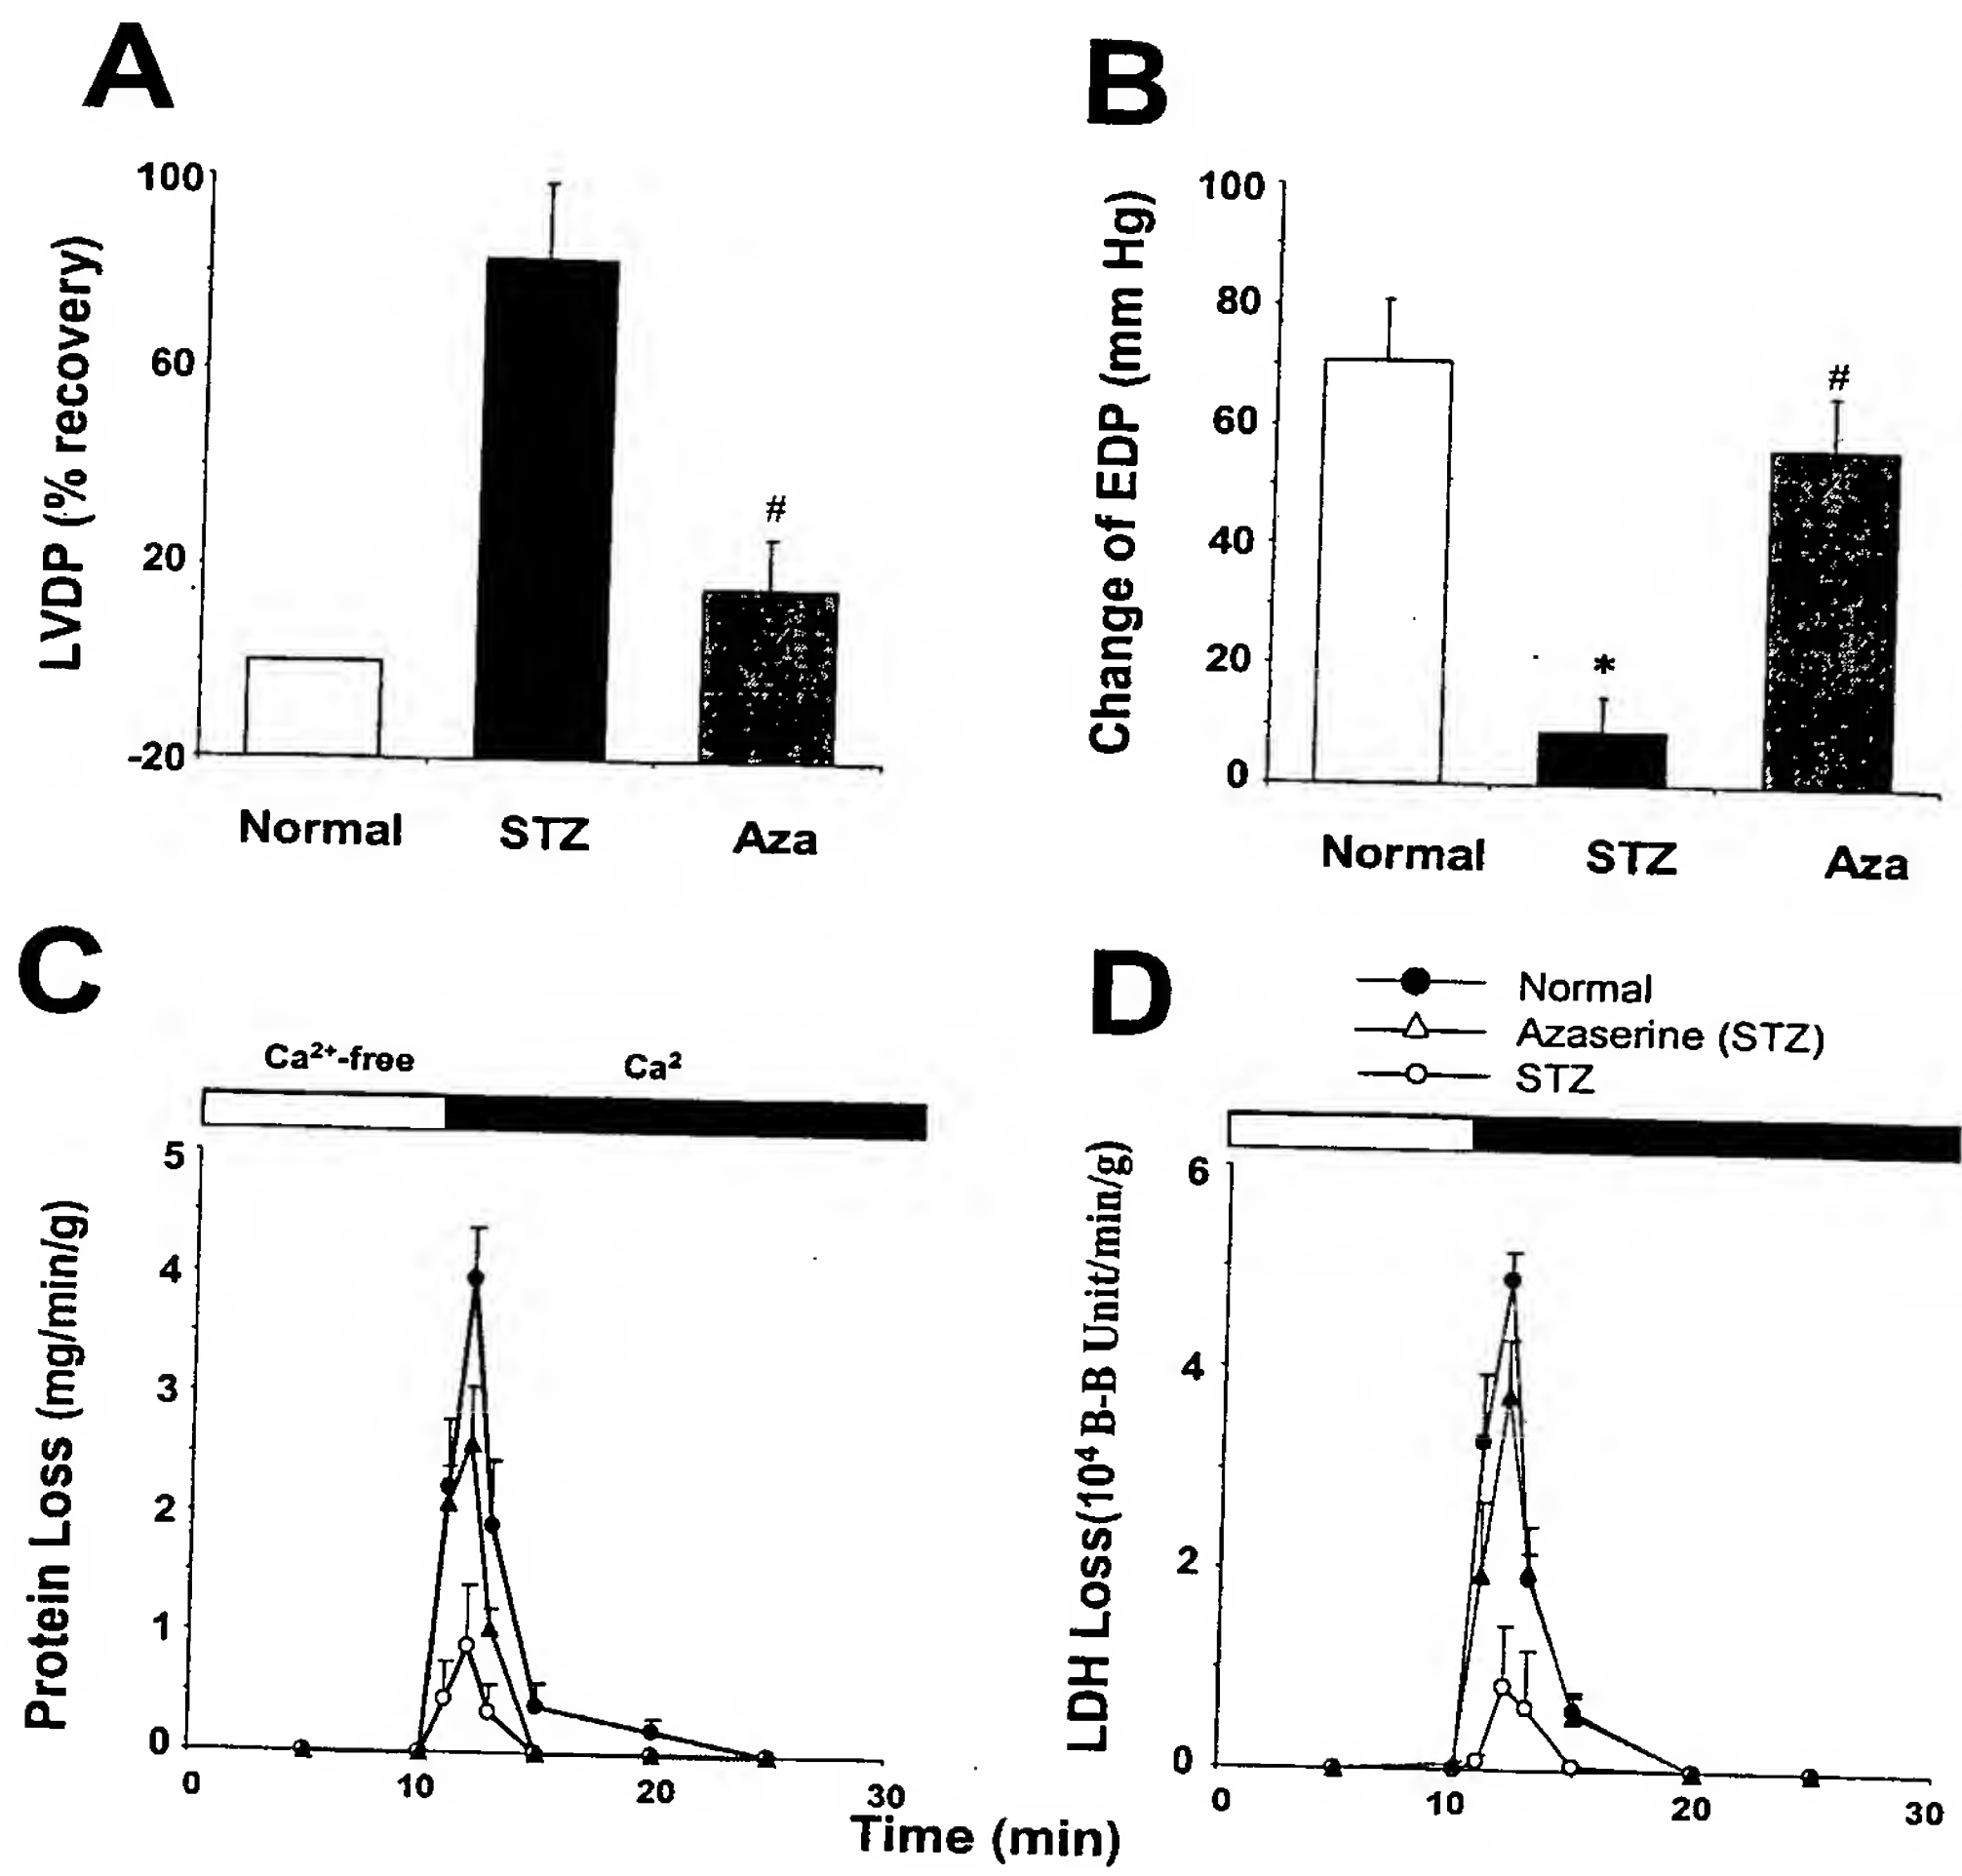 A
LVDP (% recovery)
100
60
20
-20
#
Normal STZ Aza
B
Change of EDP (mm Hg)
100
80
60
40
20
0
*
#
Normal STZ Aza
C
Ca²⁺-free Ca²
Protein Loss (mg/min/g)
5
4
3
2
1
0
0 10 20 30
D
Normal
Azaserine (STZ)
STZ
LDH Loss(10⁴ B-B Unit/min/g)
6
4
2
0
0 10 20 30
Time (min)